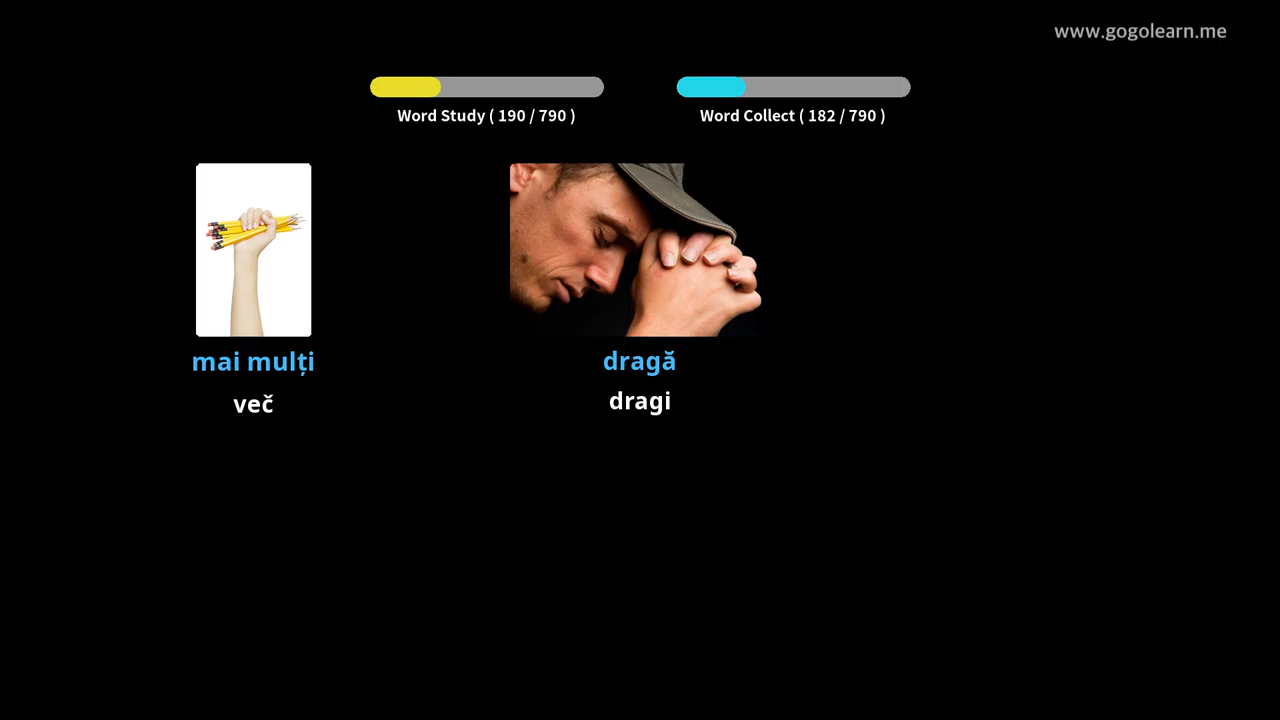 www.gogolearn.me
Word Study ( 190 / 790 )
Word Collect ( 182 / 790 )
mai mulți
več
dragă
dragi